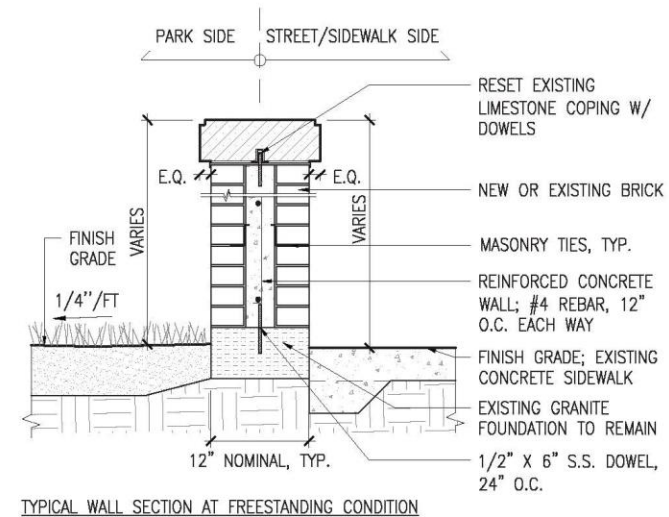 PARK SIDE
STREET/SIDEWALK SIDE
RESET EXISTING
LIMESTONE COPING W/
DOWELS
E.Q.
E.Q.
NEW OR EXISTING BRICK
VARIES
VARIES
FINISH
GRADE
MASONRY TIES, TYP.
1/4"/FT
REINFORCED CONCRETE
WALL; #4 REBAR, 12"
O.C. EACH WAY
FINISH GRADE; EXISTING
CONCRETE SIDEWALK
EXISTING GRANITE
FOUNDATION TO REMAIN
12" NOMINAL, TYP.
1/2" X 6" S.S. DOWEL,
24" O.C.
TYPICAL WALL SECTION AT FREESTANDING CONDITION